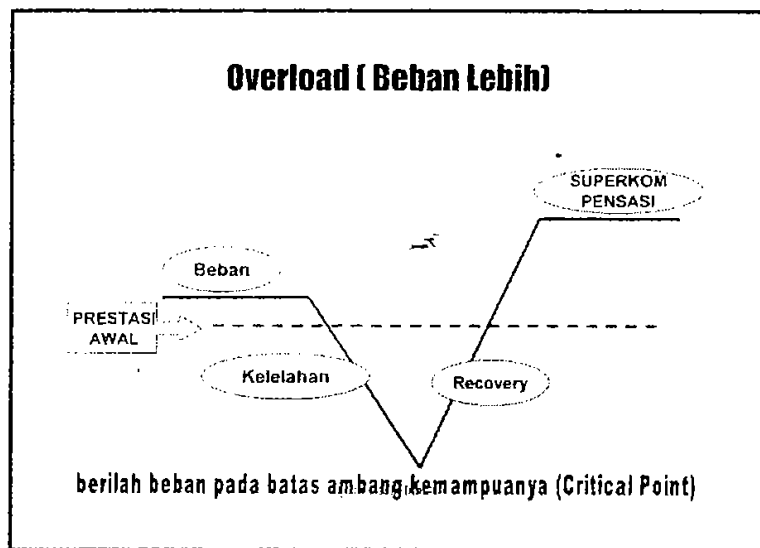 Overload ( Beban Lebih)
SUPERKOM
PENSASI
Beban
PRESTASI
AWAL
Kelelahan
Recovery
berilah beban pada batas ambang kemampuanya (Critical Point)